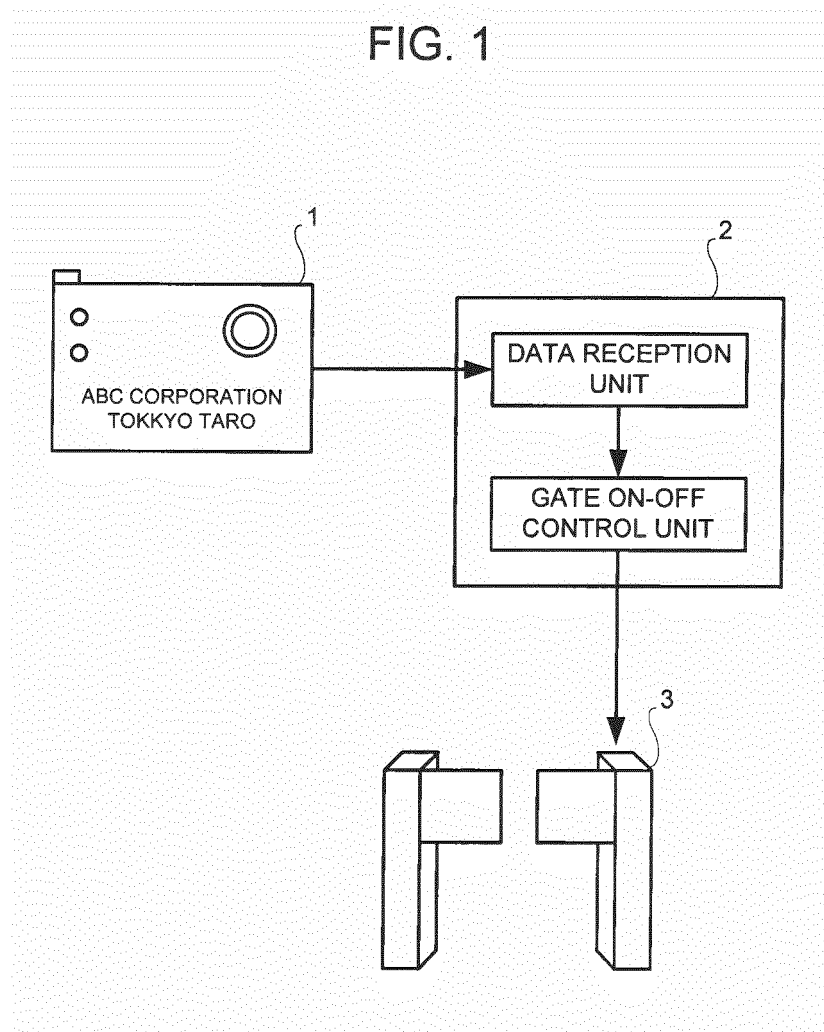 FIG. 1
1
2
ABC CORPORATION
TOKKYO TARO
DATA RECEPTION
UNIT
GATE ON-OFF
CONTROL UNIT
3